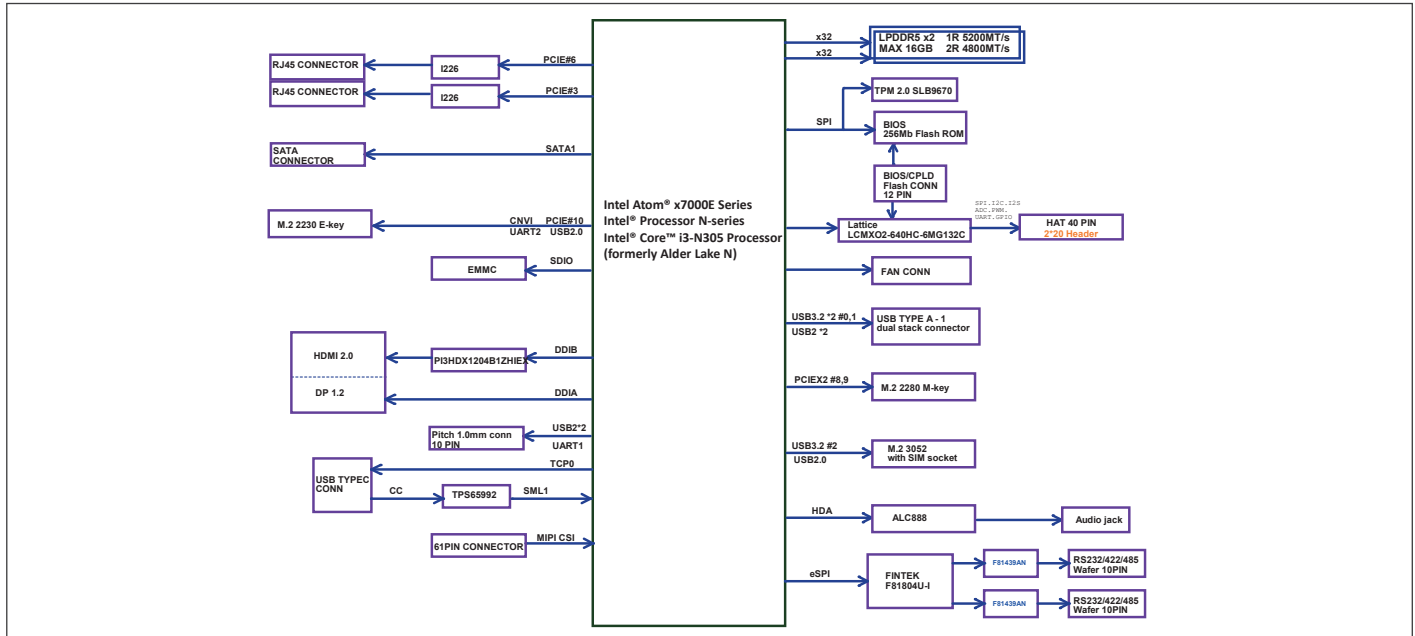 RJ45 CONNECTOR
I226
PCIE#6
RJ45 CONNECTOR
I226
PCIE#3
SATA
CONNECTOR
SATA1
M.2 2230 E-key
CNVI PCIE#10
UART2 USB2.0
EMMC
SDIO
HDMI 2.0
PI3HDX1204B1ZHIEX
DDIB
DP 1.2
DDIA
Pitch 1.0mm conn
10 PIN
USB2*2
UART1
USB TYPEC
CONN
TCP0
CC
TPS65992
SML1
61PIN CONNECTOR
MIPI CSI
Intel Atom® x7000E Series
Intel® Processor N-series
Intel® Core™ i3-N305 Processor
(formerly Alder Lake N)
x32
x32
LPDDR5 x2 1R 5200MT/s
MAX 16GB 2R 4800MT/s
TPM 2.0 SLB9670
SPI
BIOS
256Mb Flash ROM
BIOS/CPLD
Flash CONN
12 PIN
Lattice
LCMXO2-640HC-6MG132C
SPI.I2C.I2S
ADC.PWM.
UART.GPIO
HAT 40 PIN
2*20 Header
FAN CONN
USB3.2 *2 #0,1
USB2 *2
USB TYPE A - 1
dual stack connector
PCIEX2 #8,9
M.2 2280 M-key
USB3.2 #2
USB2.0
M.2 3052
with SIM socket
HDA
ALC888
Audio jack
eSPI
FINTEK
F81804U-I
F81439AN
RS232/422/485
Wafer 10PIN
F81439AN
RS232/422/485
Wafer 10PIN